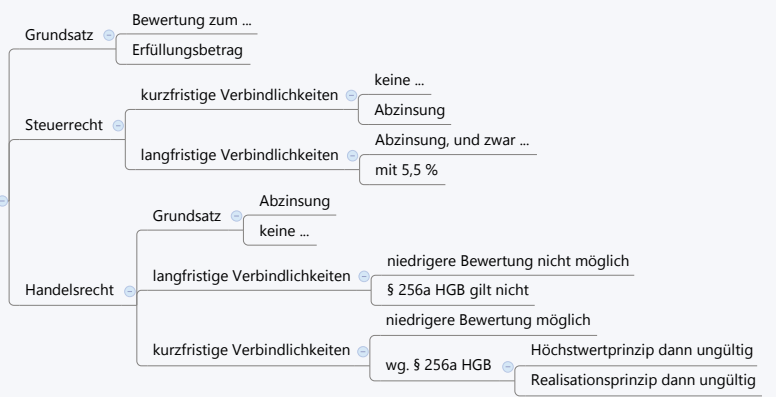 Grundsatz
Bewertung zum ...
Erfüllungsbetrag
Steuerrecht
kurzfristige Verbindlichkeiten
keine ...
Abzinsung
langfristige Verbindlichkeiten
Abzinsung, und zwar ...
mit 5,5 %
Handelsrecht
Grundsatz
Abzinsung
keine ...
langfristige Verbindlichkeiten
niedrigere Bewertung nicht möglich
§ 256a HGB gilt nicht
kurzfristige Verbindlichkeiten
niedrigere Bewertung möglich
wg. § 256a HGB
Höchstwertprinzip dann ungültig
Realisationsprinzip dann ungültig